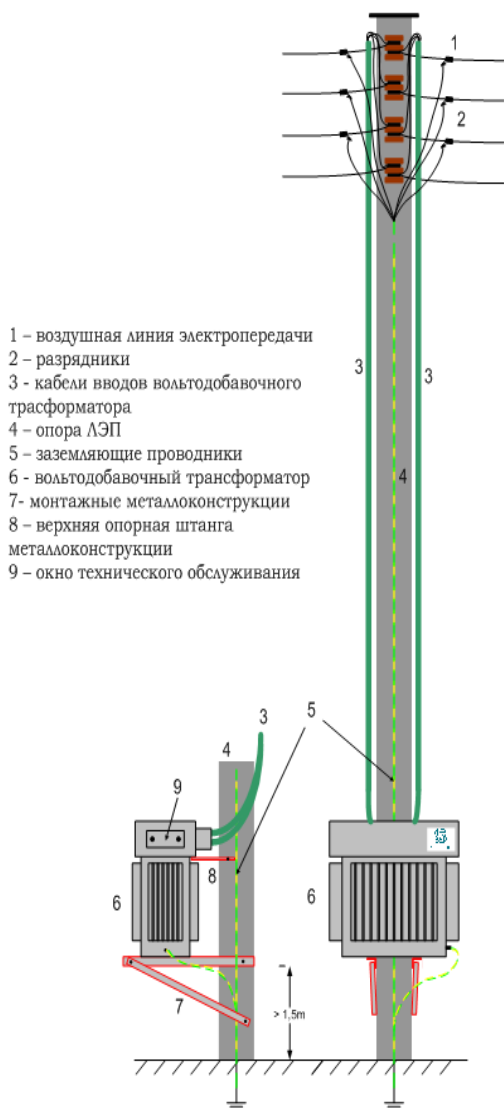 1
2
1 – воздушная линия электропередачи
2 – разрядники
3 - кабели вводов вольтодобавочного
трасформатора
4 – опора ЛЭП
5 – заземляющие проводники
6 - вольтодобавочный трансформатор
7- монтажные металлоконструкции
8 – верхняя опорная штанга
металлоконструкции
9 – окно технического обслуживания
3
3
4
3
5
4
9
8
6
6
7
> 1,5m